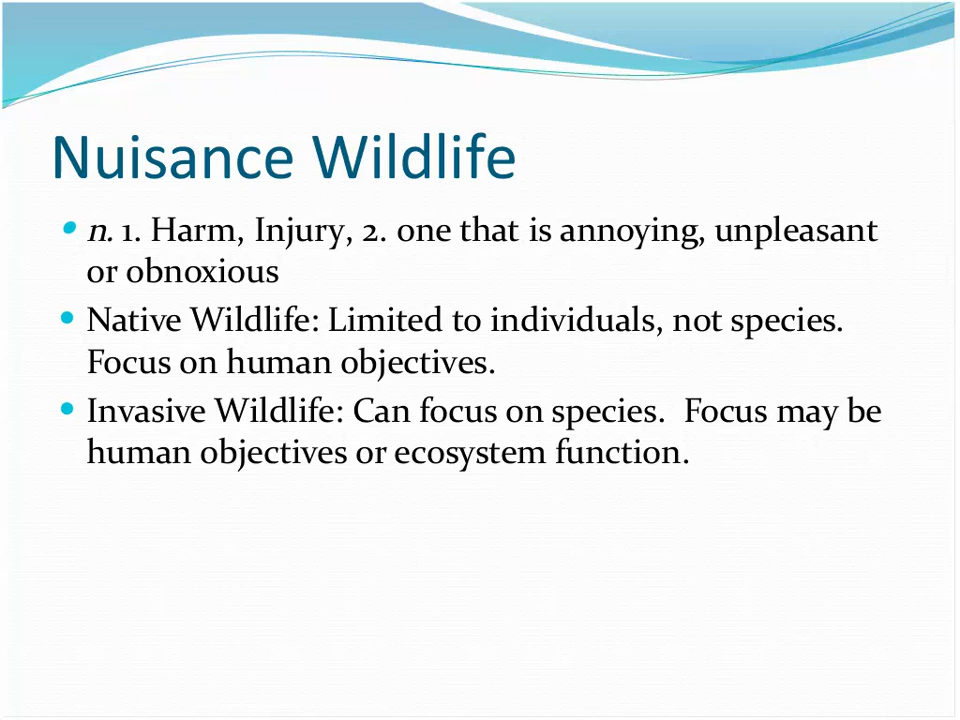 Nuisance Wildlife
• n. 1. Harm, Injury, 2. one that is annoying, unpleasant
or obnoxious
• Native Wildlife: Limited to individuals, not species.
Focus on human objectives.
• Invasive Wildlife: Can focus on species.  Focus may be
human objectives or ecosystem function.